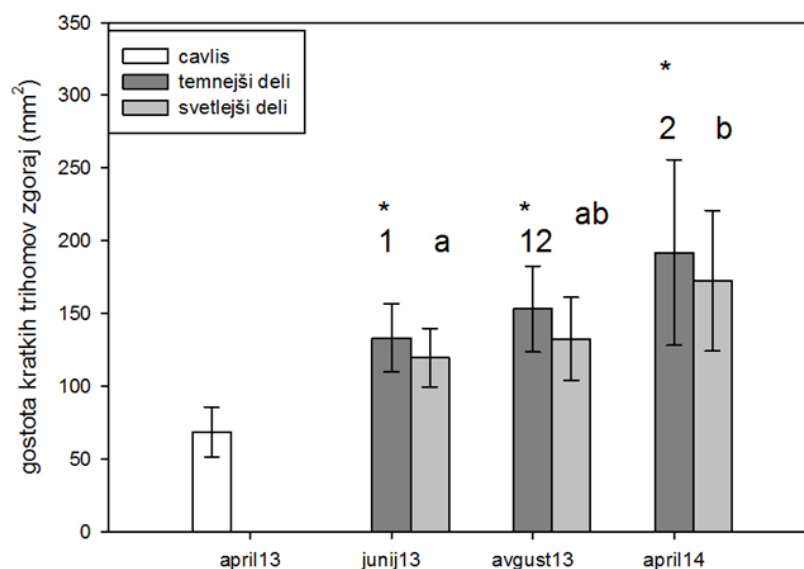 gostota kratkih trihomov zgoraj (mm²)
350
300
250
200
150
100
50
0
cavlis
temnejši deli
svetlejši deli
*
2 b
* * ab
1 a 12
april13 junij13 avgust13 april14